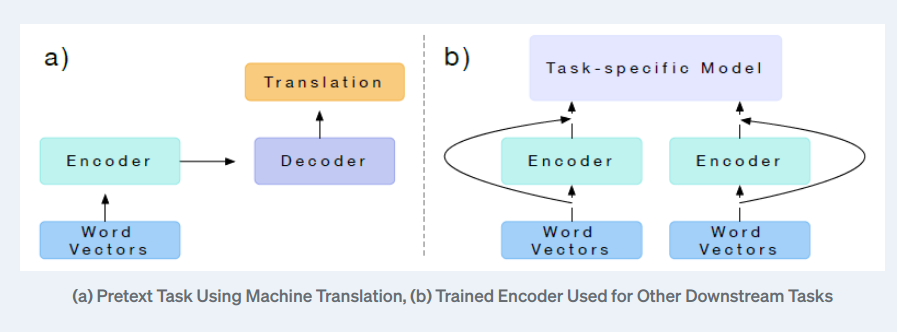 a)
Translation
Encoder
Decoder
Word
Vectors
b)
Task-specific Model
Encoder
Encoder
Word
Vectors
Word
Vectors
(a) Pretext Task Using Machine Translation, (b) Trained Encoder Used for Other Downstream Tasks